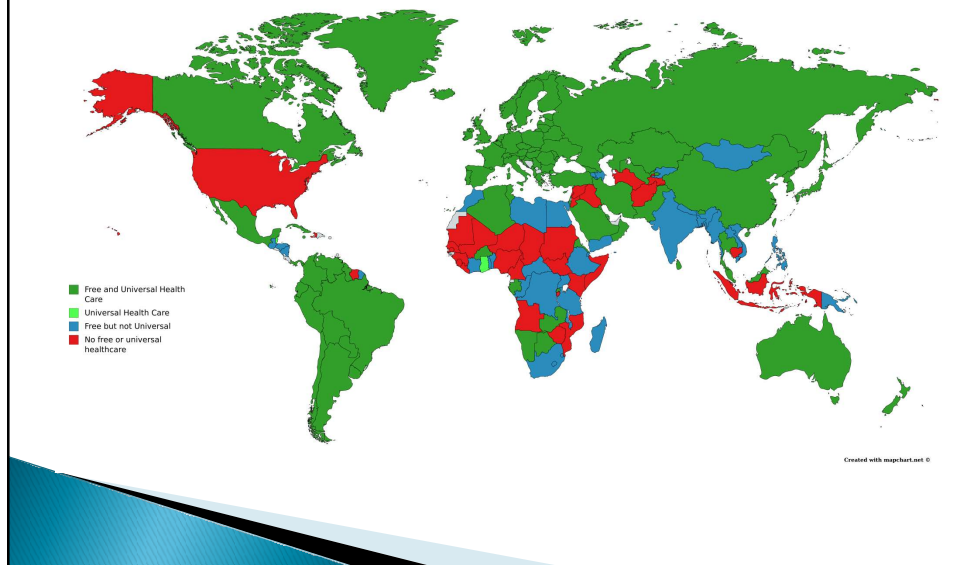 Free and Universal Health
Care
Universal Health Care
Free but not Universal
No free or universal
healthcare
Created with mapchart.net ©